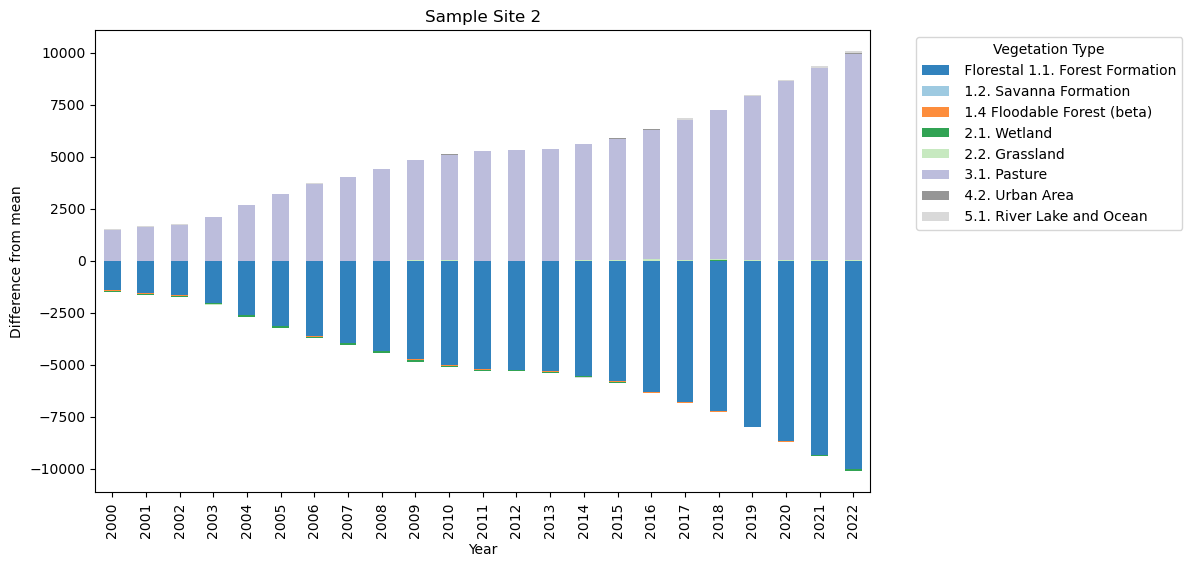 Sample Site 2
Difference from mean
10000
7500
5000
2500
0
−2500
−5000
−7500
−10000
2000
2001
2002
2003
2004
2005
2006
2007
2008
2009
2010
2011
2012
2013
2014
2015
2016
2017
2018
2019
2020
2021
2022
Year
Vegetation Type
Florestal 1.1. Forest Formation
1.2. Savanna Formation
1.4 Floodable Forest (beta)
2.1. Wetland
2.2. Grassland
3.1. Pasture
4.2. Urban Area
5.1. River Lake and Ocean